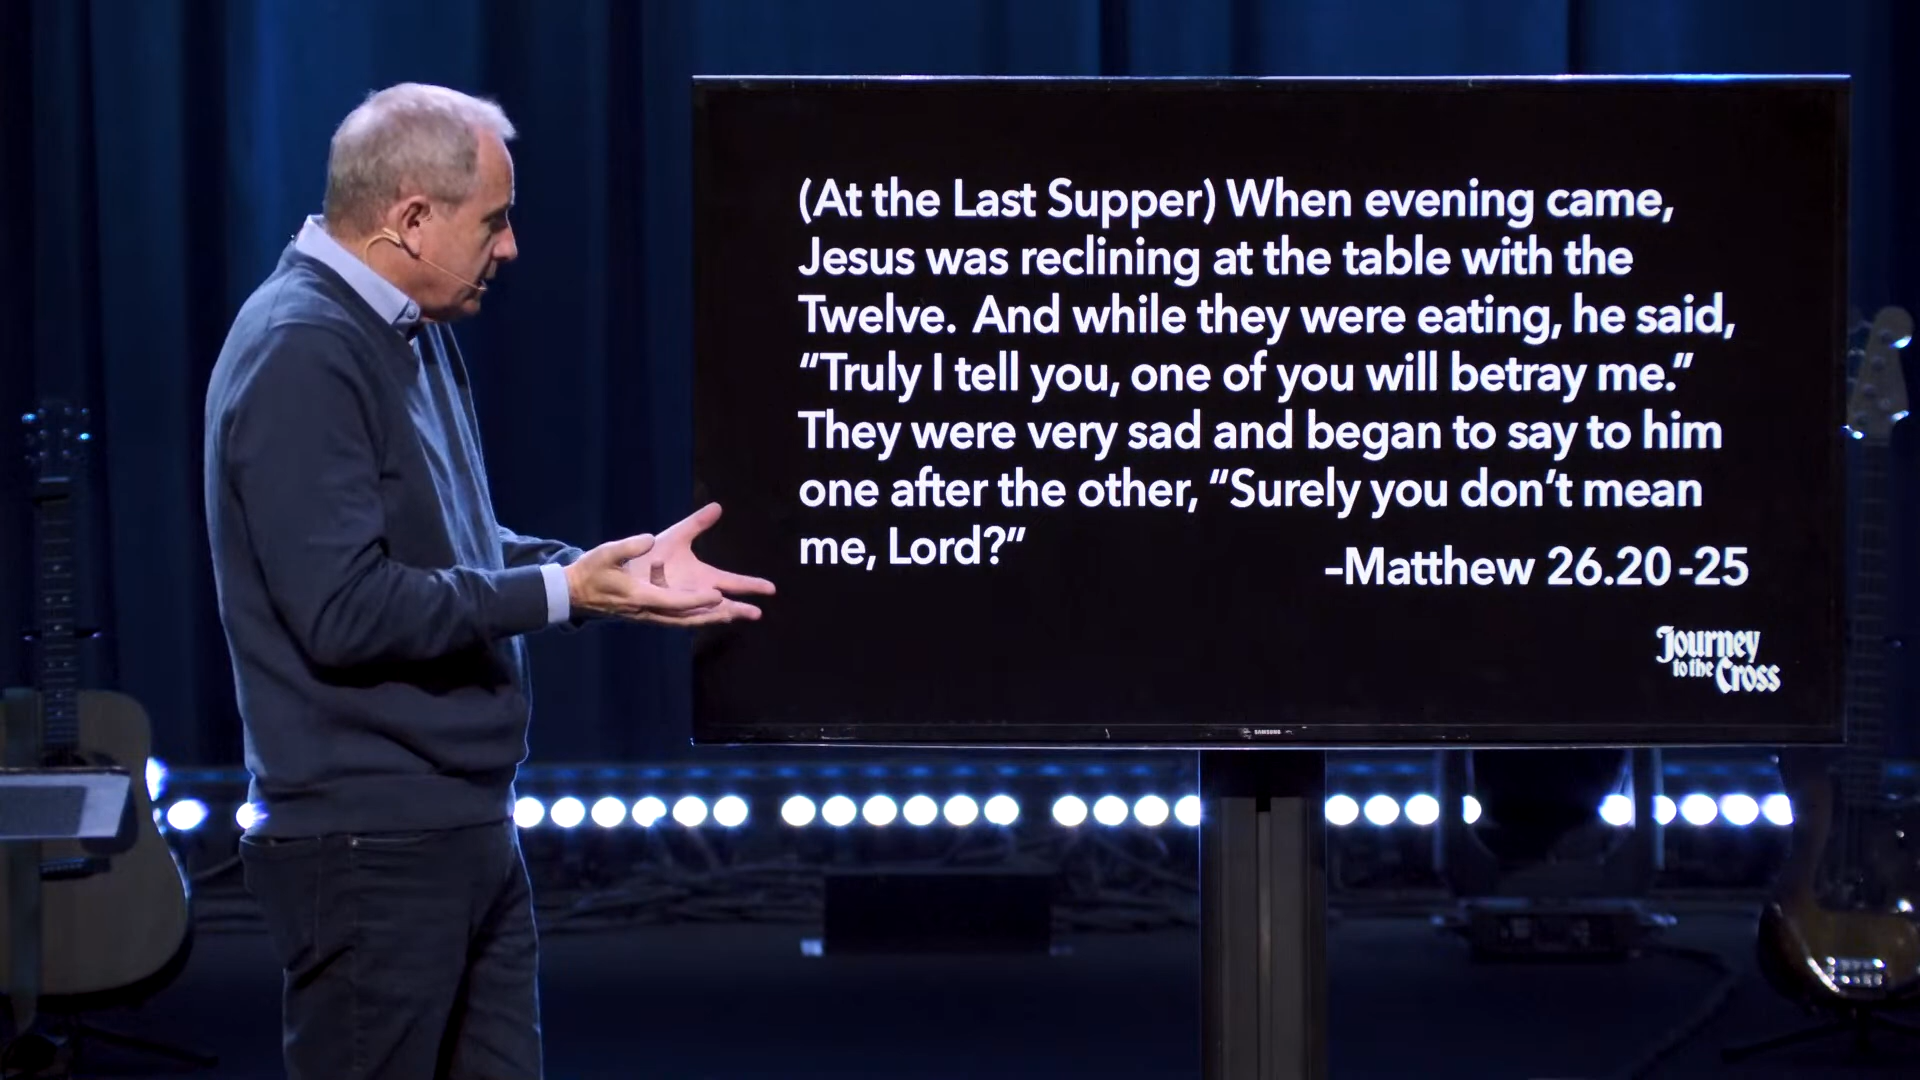 (At the Last Supper) When evening came,
Jesus was reclining at the table with the
Twelve. And while they were eating, he said,
“Truly I tell you, one of you will betray me.”
They were very sad and began to say to him
one after the other, “Surely you don’t mean
me, Lord?”
–Matthew 26.20-25
Journey
to the Cross
SAMSUNG